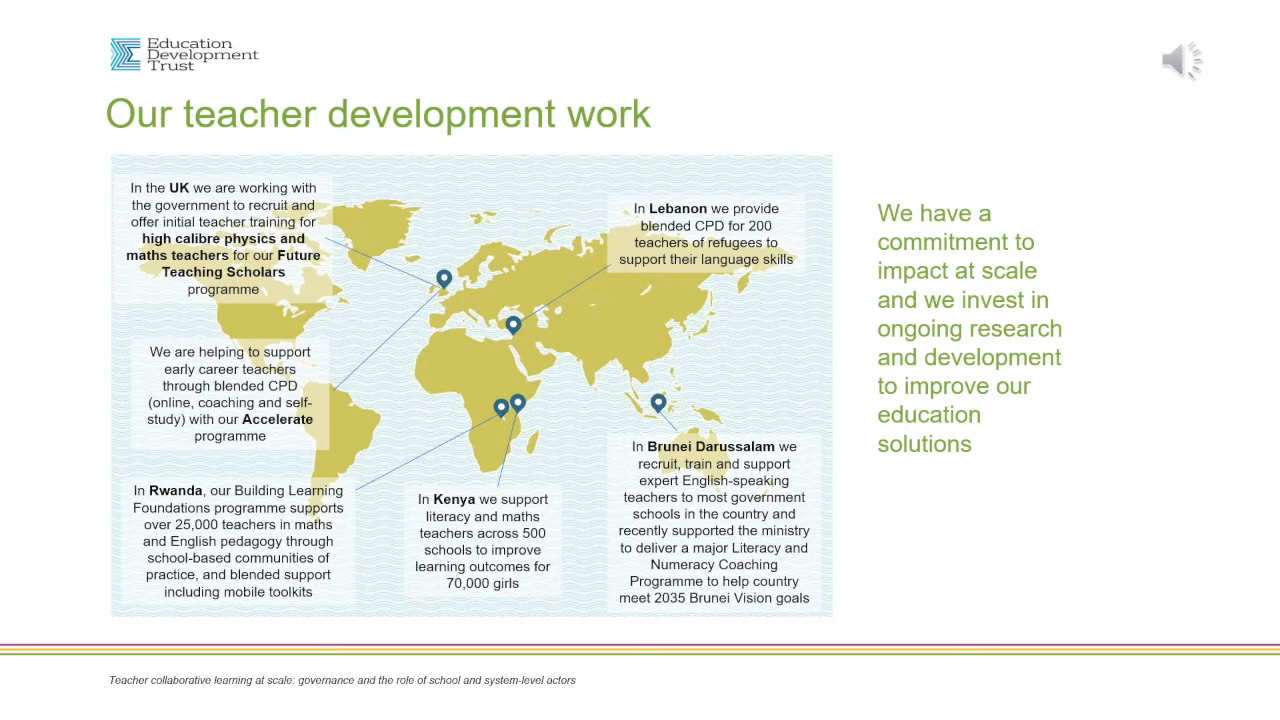 Education
Development
Trust
Our teacher development work
In the UK we are working with
the government to recruit and
offer initial teacher training for
high calibre physics and
maths teachers for our Future
Teaching Scholars
programme
In Lebanon we provide
blended CPD for 200
teachers of refugees to
support their language skills
We have a
commitment to
impact at scale
and we invest in
ongoing research
and development
to improve our
education
solutions
We are helping to support
early career teachers
through blended CPD
(online, coaching and self-
study) with our Accelerate
programme
In Rwanda, our Building Learning
Foundations programme supports
over 25,000 teachers in maths
and English pedagogy through
school-based communities of
practice, and blended support
including mobile toolkits
In Kenya we support
literacy and maths
teachers across 500
schools to improve
learning outcomes for
70,000 girls
In Brunei Darussalam we
recruit, train and support
expert English-speaking
teachers to most government
schools in the country and
recently supported the ministry
to deliver a major Literacy and
Numeracy Coaching
Programme to help country
meet 2035 Brunei Vision goals
Teacher collaborative learning at scale: governance and the role of school and system-level actors